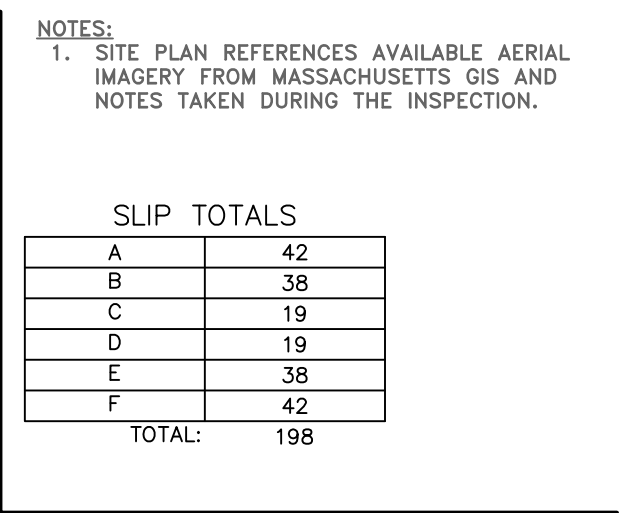 NOTES:
1. SITE PLAN REFERENCES AVAILABLE AERIAL
IMAGERY FROM MASSACHUSETTS GIS AND
NOTES TAKEN DURING THE INSPECTION.
SLIP TOTALS
A 42
B 38
C 19
D 19
E 38
F 42
TOTAL: 198